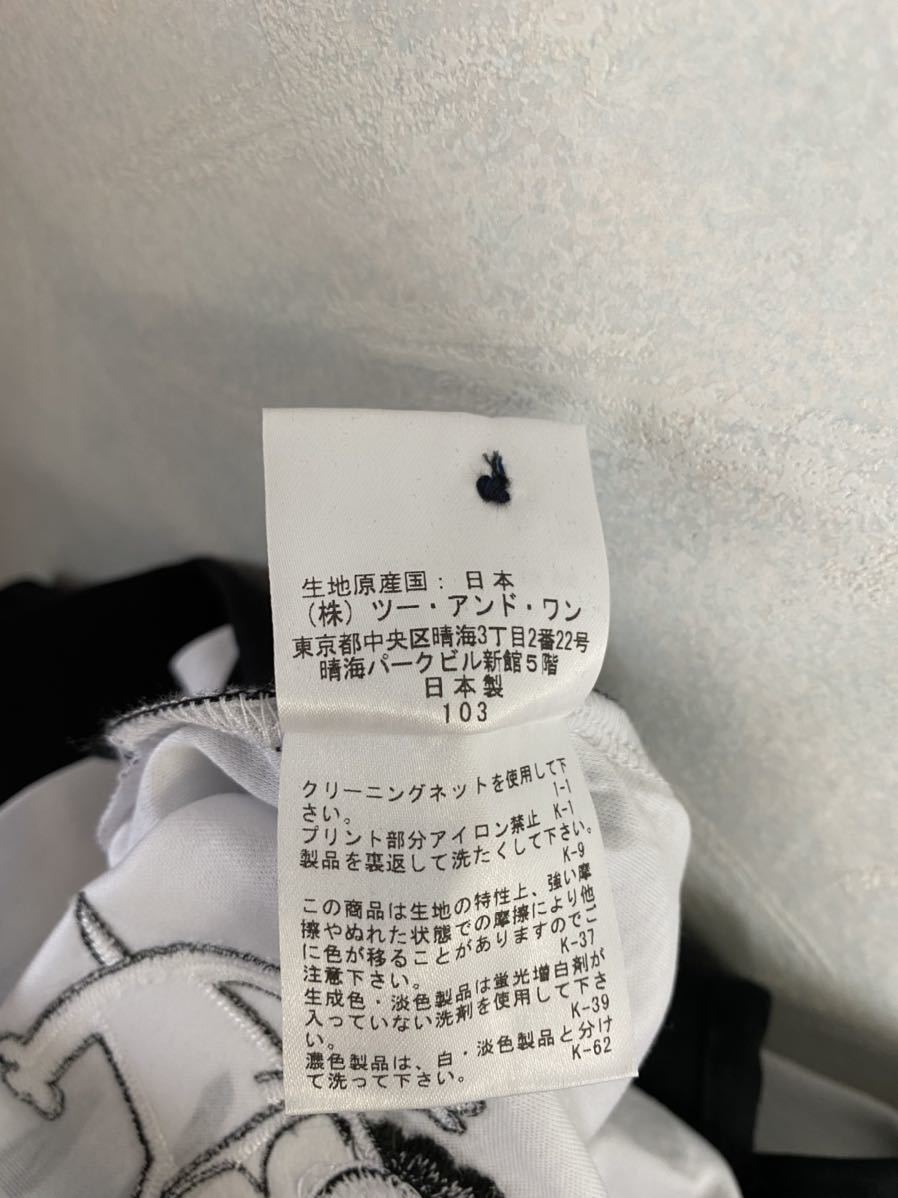 生地原産国：日本
（株）ツー・アンド・ワン
東京都中央区晴海3丁目2番22号
晴海パークビル新館5階
日本製
103
クリーニングネットを使用して下
さい。 I-1
プリント部分アイロン禁止 K-1
製品を裏返して洗たくして下さい。
K-9
この商品は生地の特性上、強い摩
擦やぬれた状態での摩擦により他
に色が移ることがありますのでご
注意下さい。 K-37
生成色・淡色製品は蛍光増白剤が
入っていない洗剤を使用して下さ
い。 K-39
濃色製品は、白・淡色製品と分け
て洗って下さい。 K-62